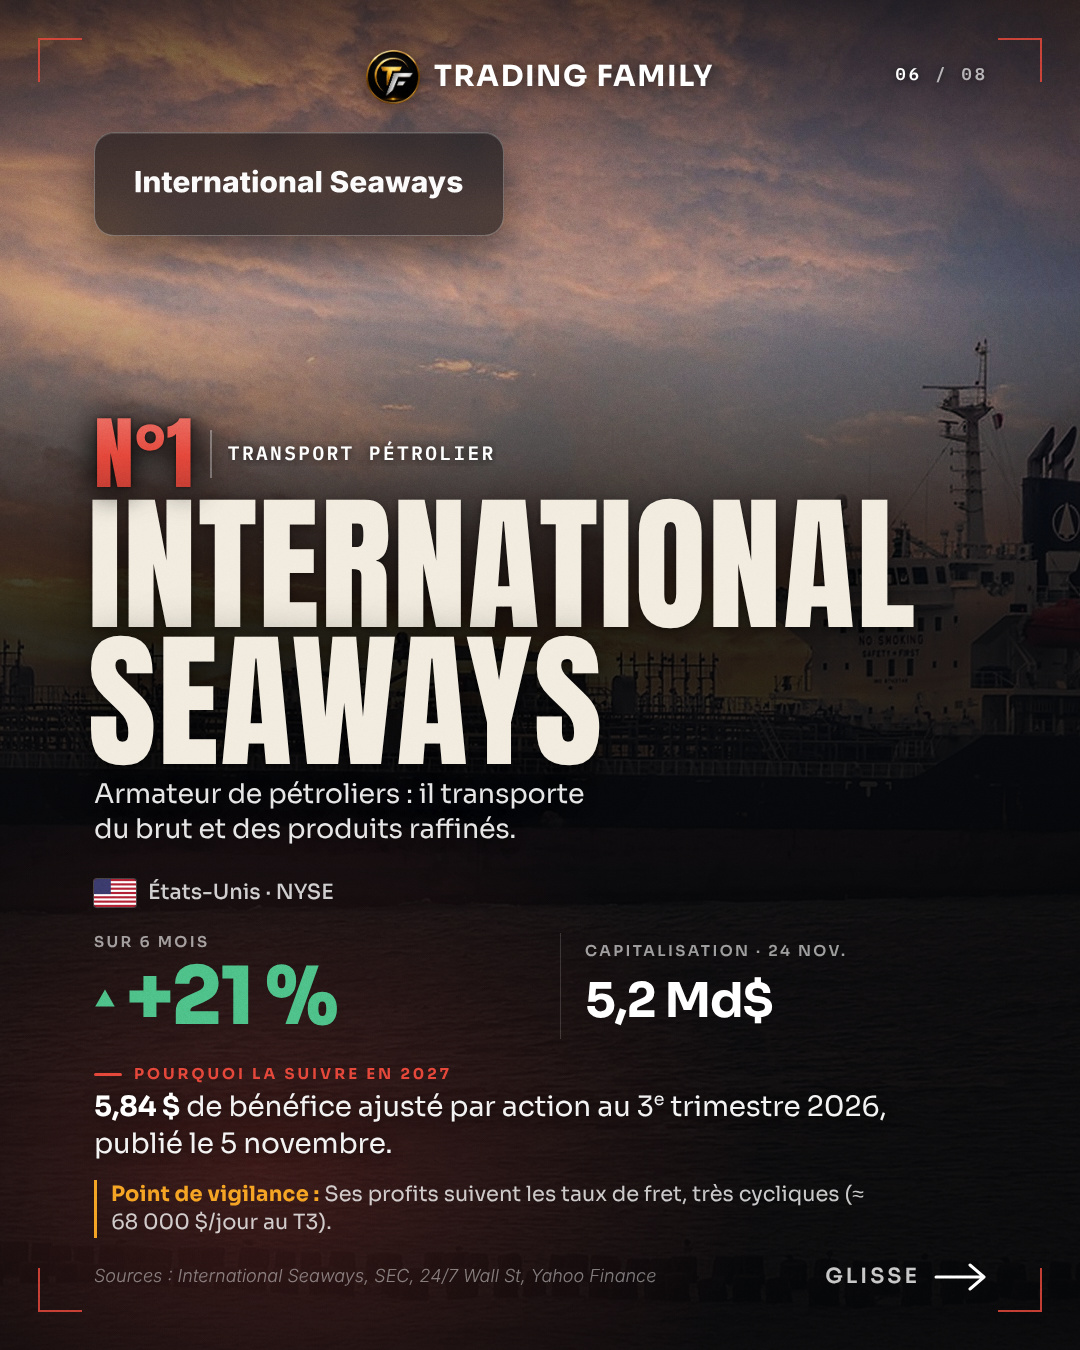 TF TRADING FAMILY
06 / 08
International Seaways
N°1 TRANSPORT PÉTROLIER
INTERNATIONAL
SEAWAYS
NO SMOKING
SAFETY FIRST
Armateur de pétroliers : il transporte
du brut et des produits raffinés.
États-Unis · NYSE
SUR 6 MOIS
+21 %
CAPITALISATION · 24 NOV.
5,2 Md$
POURQUOI LA SUIVRE EN 2027
5,84 $ de bénéfice ajusté par action au 3e trimestre 2026,
publié le 5 novembre.
Point de vigilance : Ses profits suivent les taux de fret, très cycliques (≈
68 000 $/jour au T3).
Sources : International Seaways, SEC, 24/7 Wall St, Yahoo Finance
GLISSE